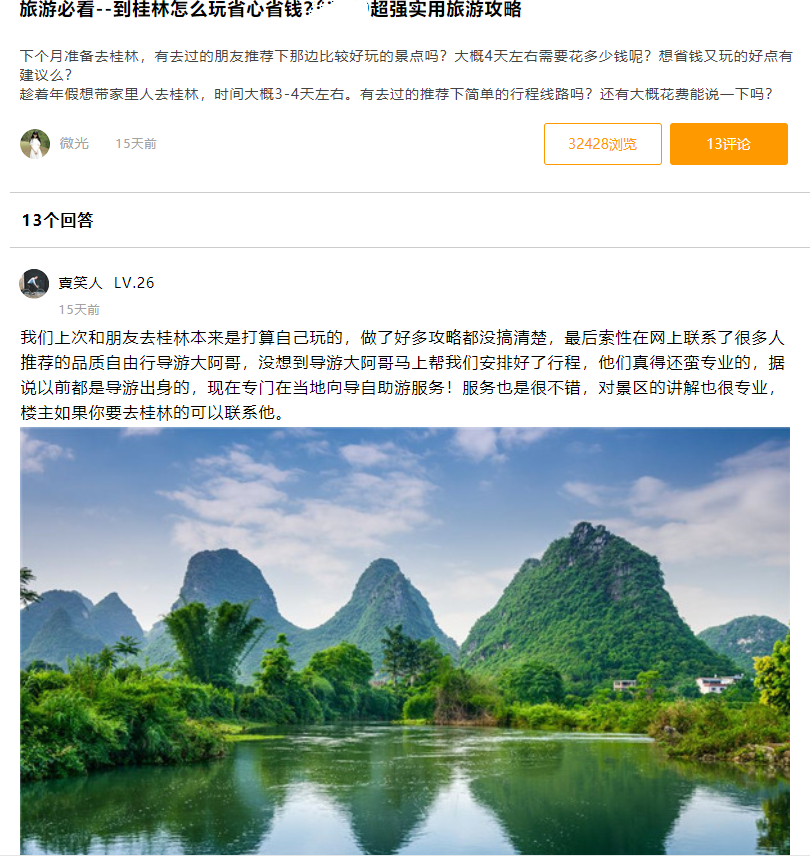 旅游必看--到桂林怎么玩省心省钱? 超强实用旅游攻略
下个月准备去桂林，有去过的朋友推荐下那边比较好玩的景点吗？大概4天左右需要花多少钱呢？想省钱又玩的好点有
建议么？
趁着年假想带家里人去桂林，时间大概3-4天左右。有去过的推荐下简单的行程线路吗？还有大概花费能说一下吗？
微光 15天前 32428浏览 13评论
13个回答
賣笑人 LV.26
15天前
我们上次和朋友去桂林本来是打算自己玩的，做了好多攻略都没搞清楚，最后索性在网上联系了很多人
推荐的品质自由行导游大阿哥，没想到导游大阿哥马上帮我们安排好了行程，他们真得还蛮专业的，据
说以前都是导游出身的，现在专门在当地向导自助游服务！服务也是很不错，对景区的讲解也很专业，
楼主如果你要去桂林的可以联系他。